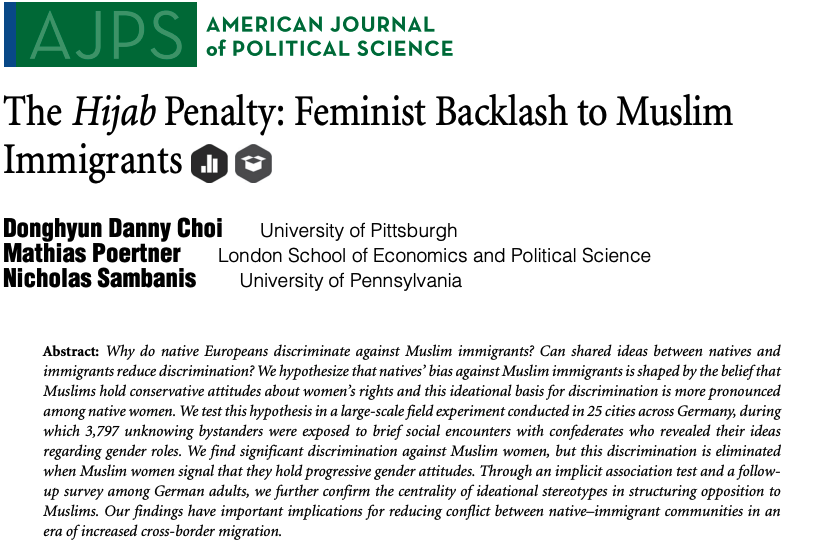 AJPS
AMERICAN JOURNAL
of POLITICAL SCIENCE
The Hijab Penalty: Feminist Backlash to Muslim
Immigrants
Donghyun Danny Choi University of Pittsburgh
Mathias Poertner London School of Economics and Political Science
Nicholas Sambanis University of Pennsylvania
Abstract: Why do native Europeans discriminate against Muslim immigrants? Can shared ideas between natives and
immigrants reduce discrimination? We hypothesize that natives' bias against Muslim immigrants is shaped by the belief that
Muslims hold conservative attitudes about women's rights and this ideational basis for discrimination is more pronounced
among native women. We test this hypothesis in a large-scale field experiment conducted in 25 cities across Germany, during
which 3,797 unknowing bystanders were exposed to brief social encounters with confederates who revealed their ideas
regarding gender roles. We find significant discrimination against Muslim women, but this discrimination is eliminated
when Muslim women signal that they hold progressive gender attitudes. Through an implicit association test and a follow-
up survey among German adults, we further confirm the centrality of ideational stereotypes in structuring opposition to
Muslims. Our findings have important implications for reducing conflict between native–immigrant communities in an
era of increased cross-border migration.